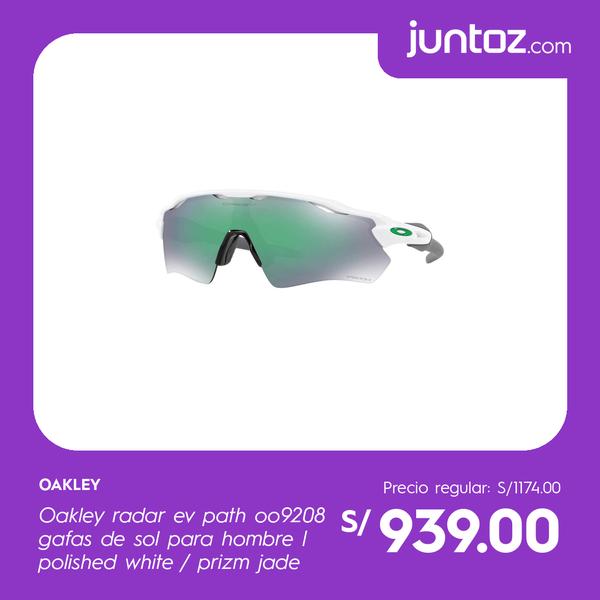 juntoz.com
OAKLEY
Oakley radar ev path oo9208
gafas de sol para hombre |
polished white / prizm jade
Precio regular: S/1174.00
S/ 939.00